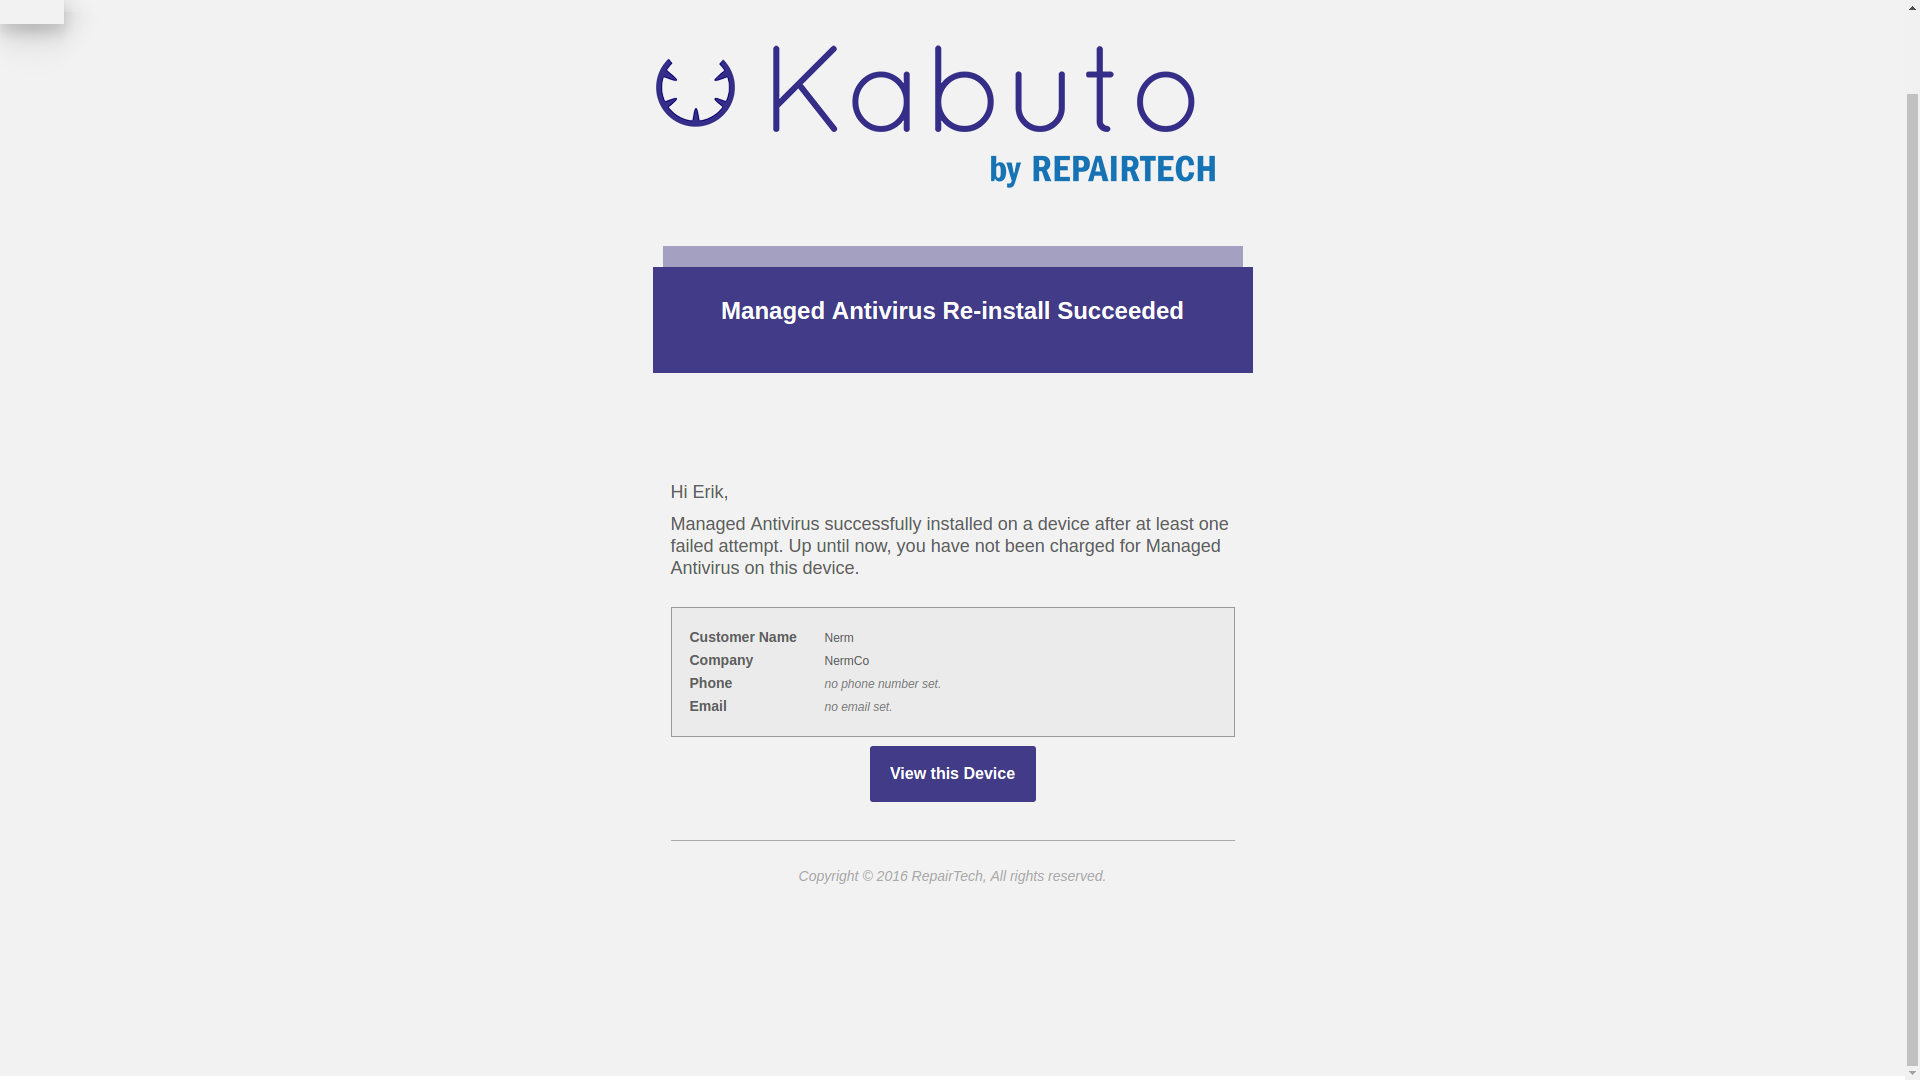 Kabuto
by REPAIRTECH
Managed Antivirus Re-install Succeeded
Hi Erik,
Managed Antivirus successfully installed on a device after at least one
failed attempt. Up until now, you have not been charged for Managed
Antivirus on this device.
Customer Name Nerm
Company NermCo
Phone no phone number set.
Email no email set.
View this Device
Copyright © 2016 RepairTech, All rights reserved.